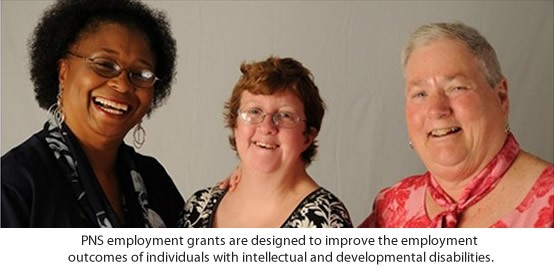 PNS employment grants are designed to improve the employment
outcomes of individuals with intellectual and developmental disabilities.